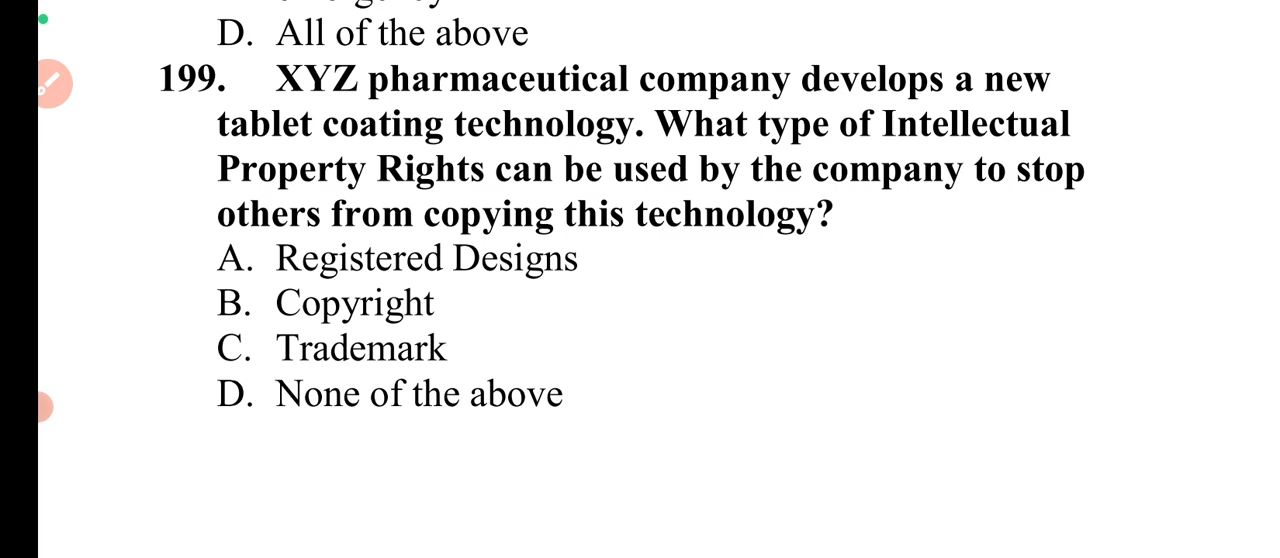 D. All of the above
199. XYZ pharmaceutical company develops a new
tablet coating technology. What type of Intellectual
Property Rights can be used by the company to stop
others from copying this technology?
A. Registered Designs
B. Copyright
C. Trademark
D. None of the above